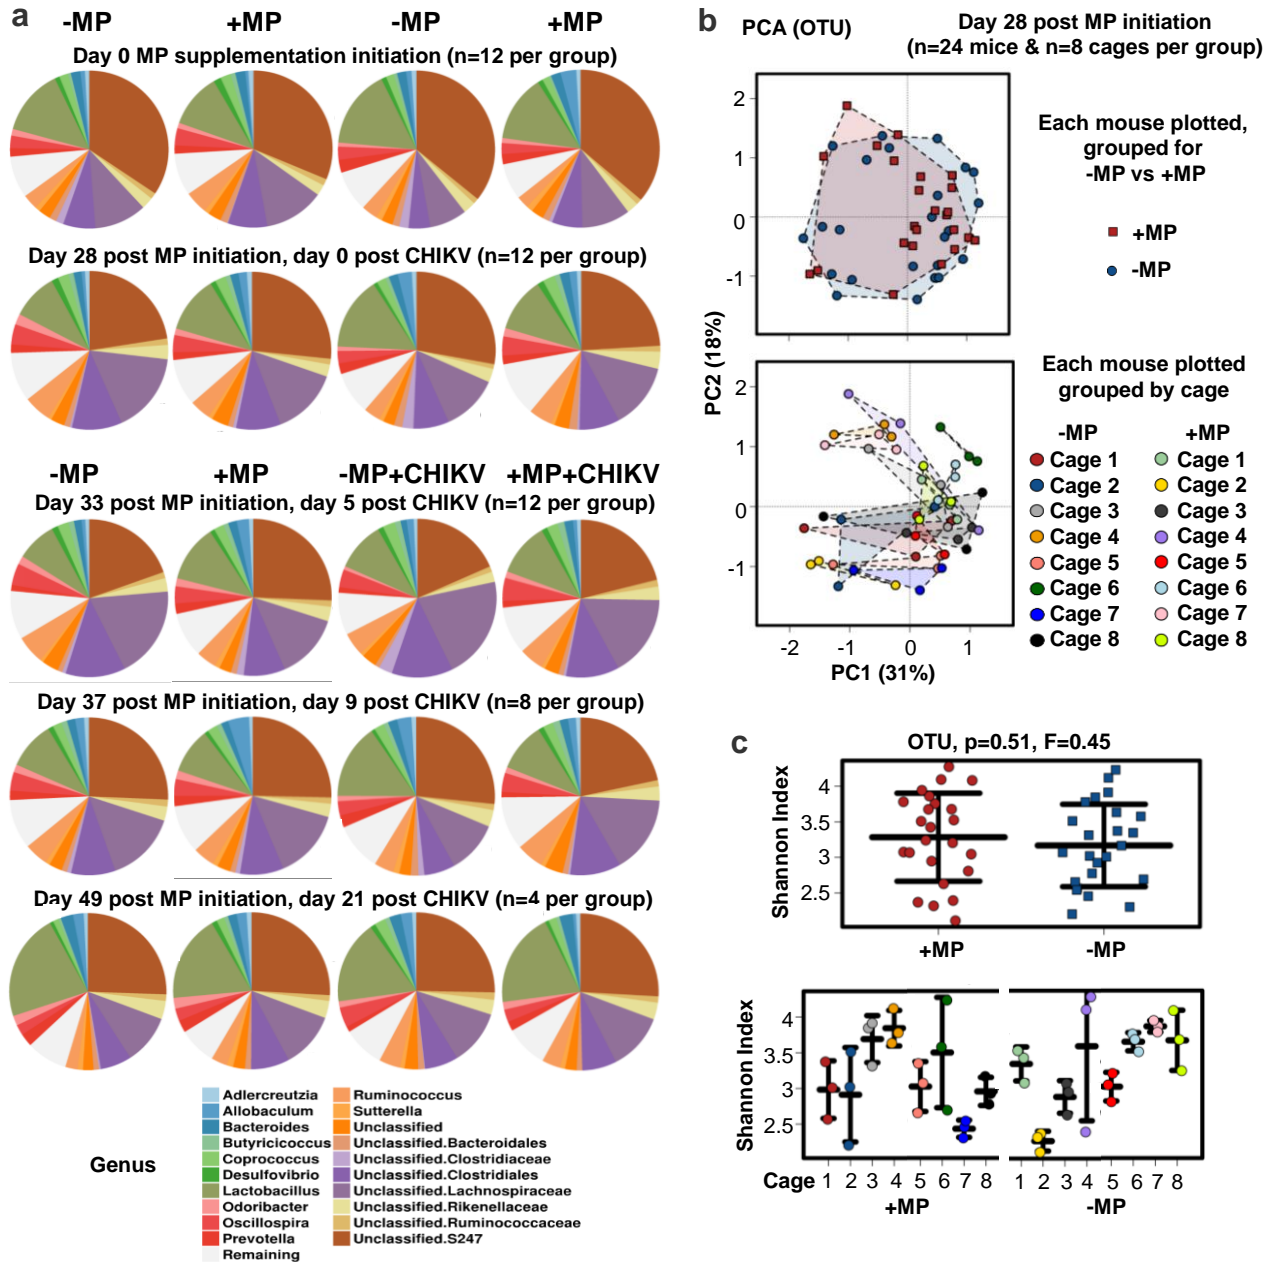 a
-MP +MP -MP +MP
Day 0 MP supplementation initiation (n=12 per group)
Day 28 post MP initiation, day 0 post CHIKV (n=12 per group)
-MP +MP -MP+CHIKV +MP+CHIKV
Day 33 post MP initiation, day 5 post CHIKV (n=12 per group)
Day 37 post MP initiation, day 9 post CHIKV (n=8 per group)
Day 49 post MP initiation, day 21 post CHIKV (n=4 per group)
Genus
Adlercreutzia
Allobaculum
Bacteroides
Butyricicoccus
Coprococcus
Desulfovibrio
Lactobacillus
Odoribacter
Oscillospira
Prevotella
Remaining
Ruminococcus
Sutterella
Unclassified
Unclassified.Bacteroidales
Unclassified.Clostridiaceae
Unclassified.Clostridiales
Unclassified.Lachnospiraceae
Unclassified.Rikenellaceae
Unclassified.Ruminococcaceae
Unclassified.S247
b
PCA (OTU)
Day 28 post MP initiation
(n=24 mice & n=8 cages per group)
2
1
0
-1
Each mouse plotted,
grouped for
-MP vs +MP
+MP
-MP
PC2 (18%)
2
1
0
-1
-2 -1 0 1
PC1 (31%)
Each mouse plotted
grouped by cage
-MP +MP
Cage 1 Cage 1
Cage 2 Cage 2
Cage 3 Cage 3
Cage 4 Cage 4
Cage 5 Cage 5
Cage 6 Cage 6
Cage 7 Cage 7
Cage 8 Cage 8
c
OTU, p=0.51, F=0.45
Shannon Index
4
3.5
3
2.5
+MP -MP
Shannon Index
4
3.5
3
2.5
Cage 1 2 3 4 5 6 7 8 1 2 3 4 5 6 7 8
+MP -MP